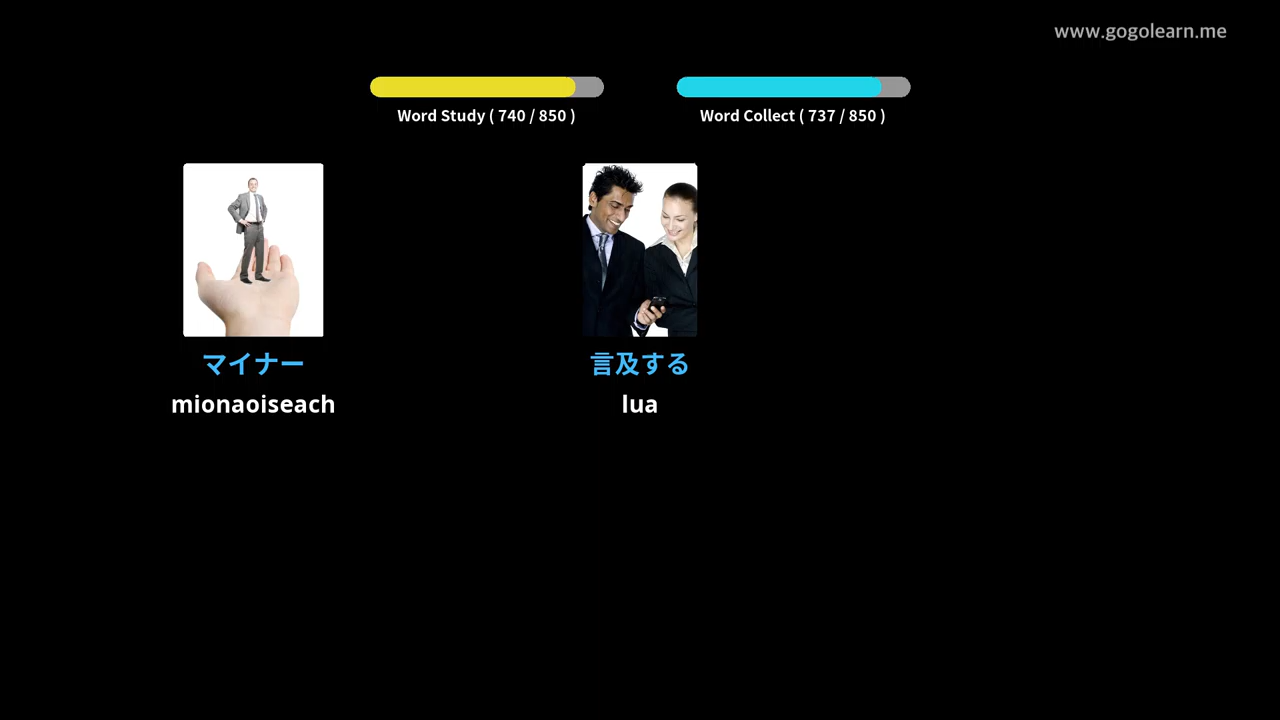 www.gogolearn.me
Word Study ( 740 / 850 )
Word Collect ( 737 / 850 )
マイナー
mionaoiseach
言及する
lua